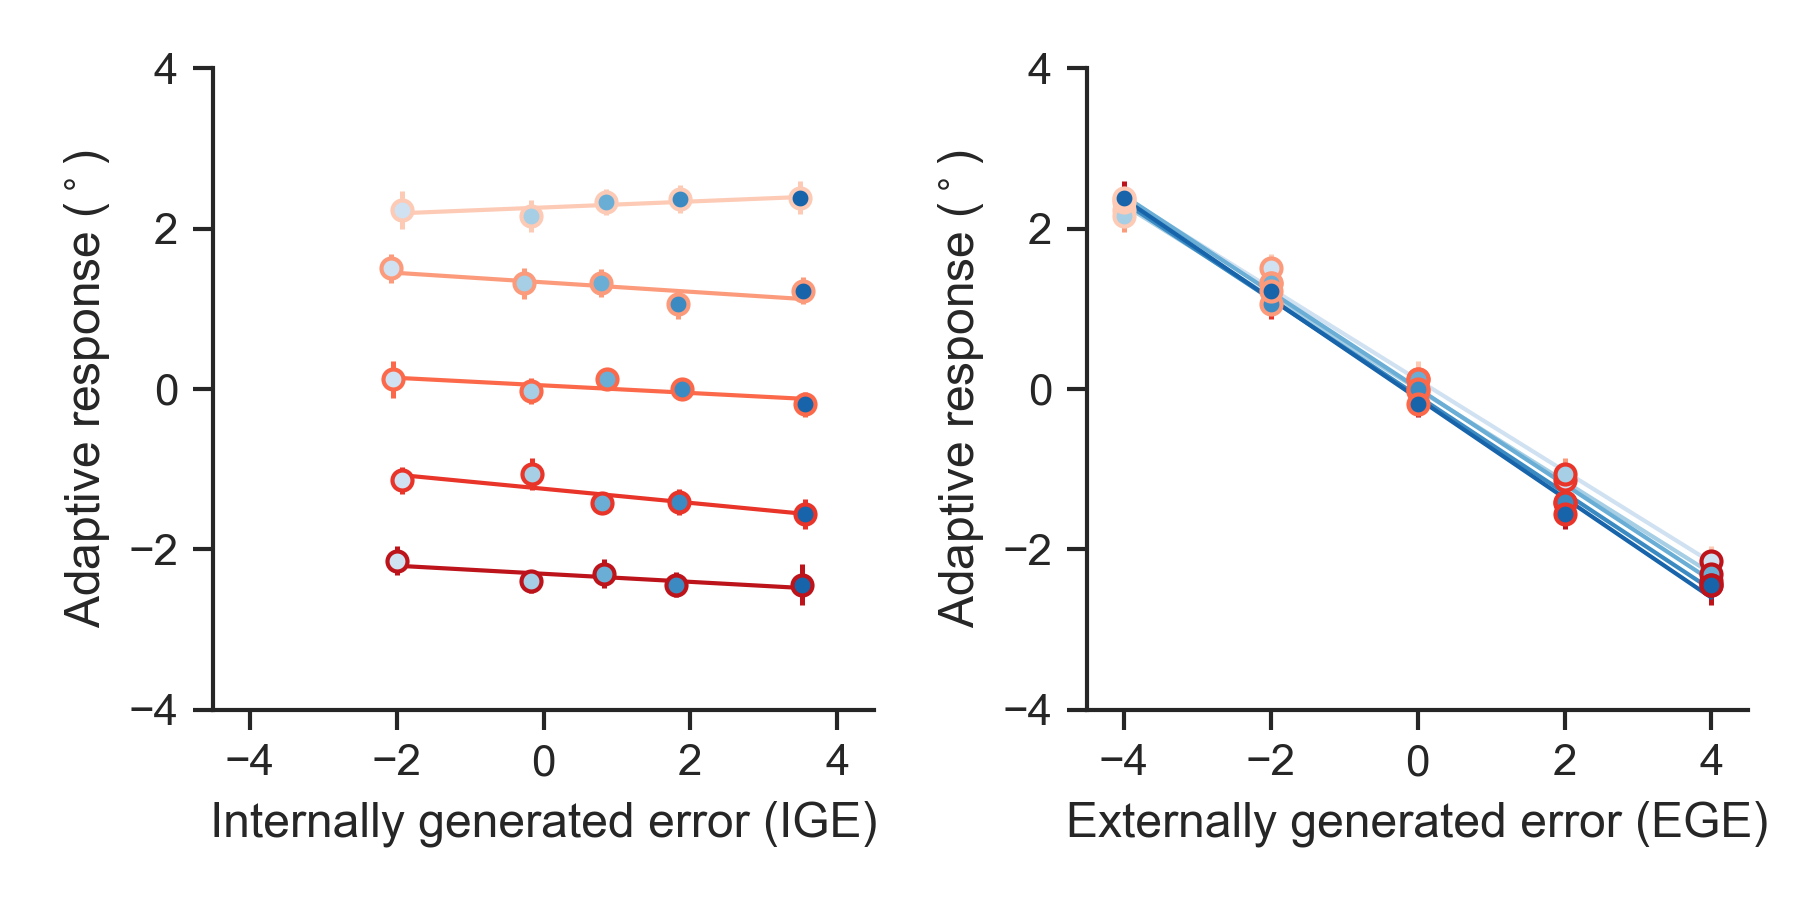 4
2
0
−2
−4
Adaptive response ( ° )
−4 −2 0 2 4
Internally generated error (IGE)
4
2
0
−2
−4
Adaptive response ( ° )
−4 −2 0 2 4
Externally generated error (EGE)